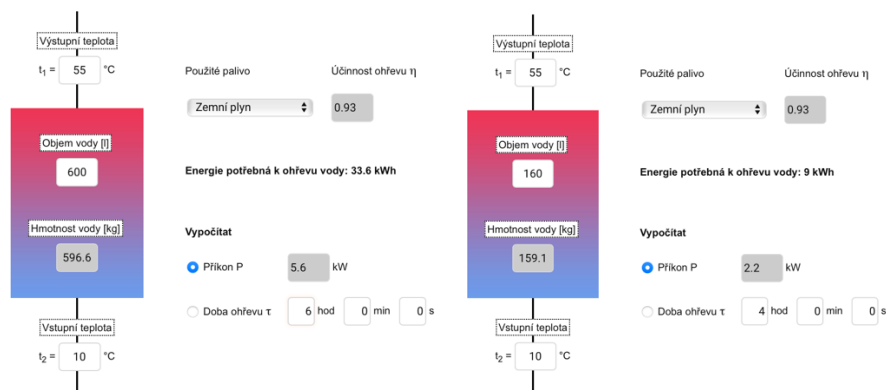 Výstupní teplota
t1 = 55 °C
Použité palivo
Účinnost ohřevu η
Zemní plyn
0.93
Objem vody [l]
600
Energie potřebná k ohřevu vody: 33.6 kWh
Hmotnost vody [kg]
596.6
Vypočítat
Příkon P 5.6 kW
Doba ohřevu τ 6 hod 0 min 0 s
Vstupní teplota
t2 = 10 °C
Výstupní teplota
t1 = 55 °C
Použité palivo
Účinnost ohřevu η
Zemní plyn
0.93
Objem vody [l]
160
Energie potřebná k ohřevu vody: 9 kWh
Hmotnost vody [kg]
159.1
Vypočítat
Příkon P 2.2 kW
Doba ohřevu τ 4 hod 0 min 0 s
Vstupní teplota
t2 = 10 °C